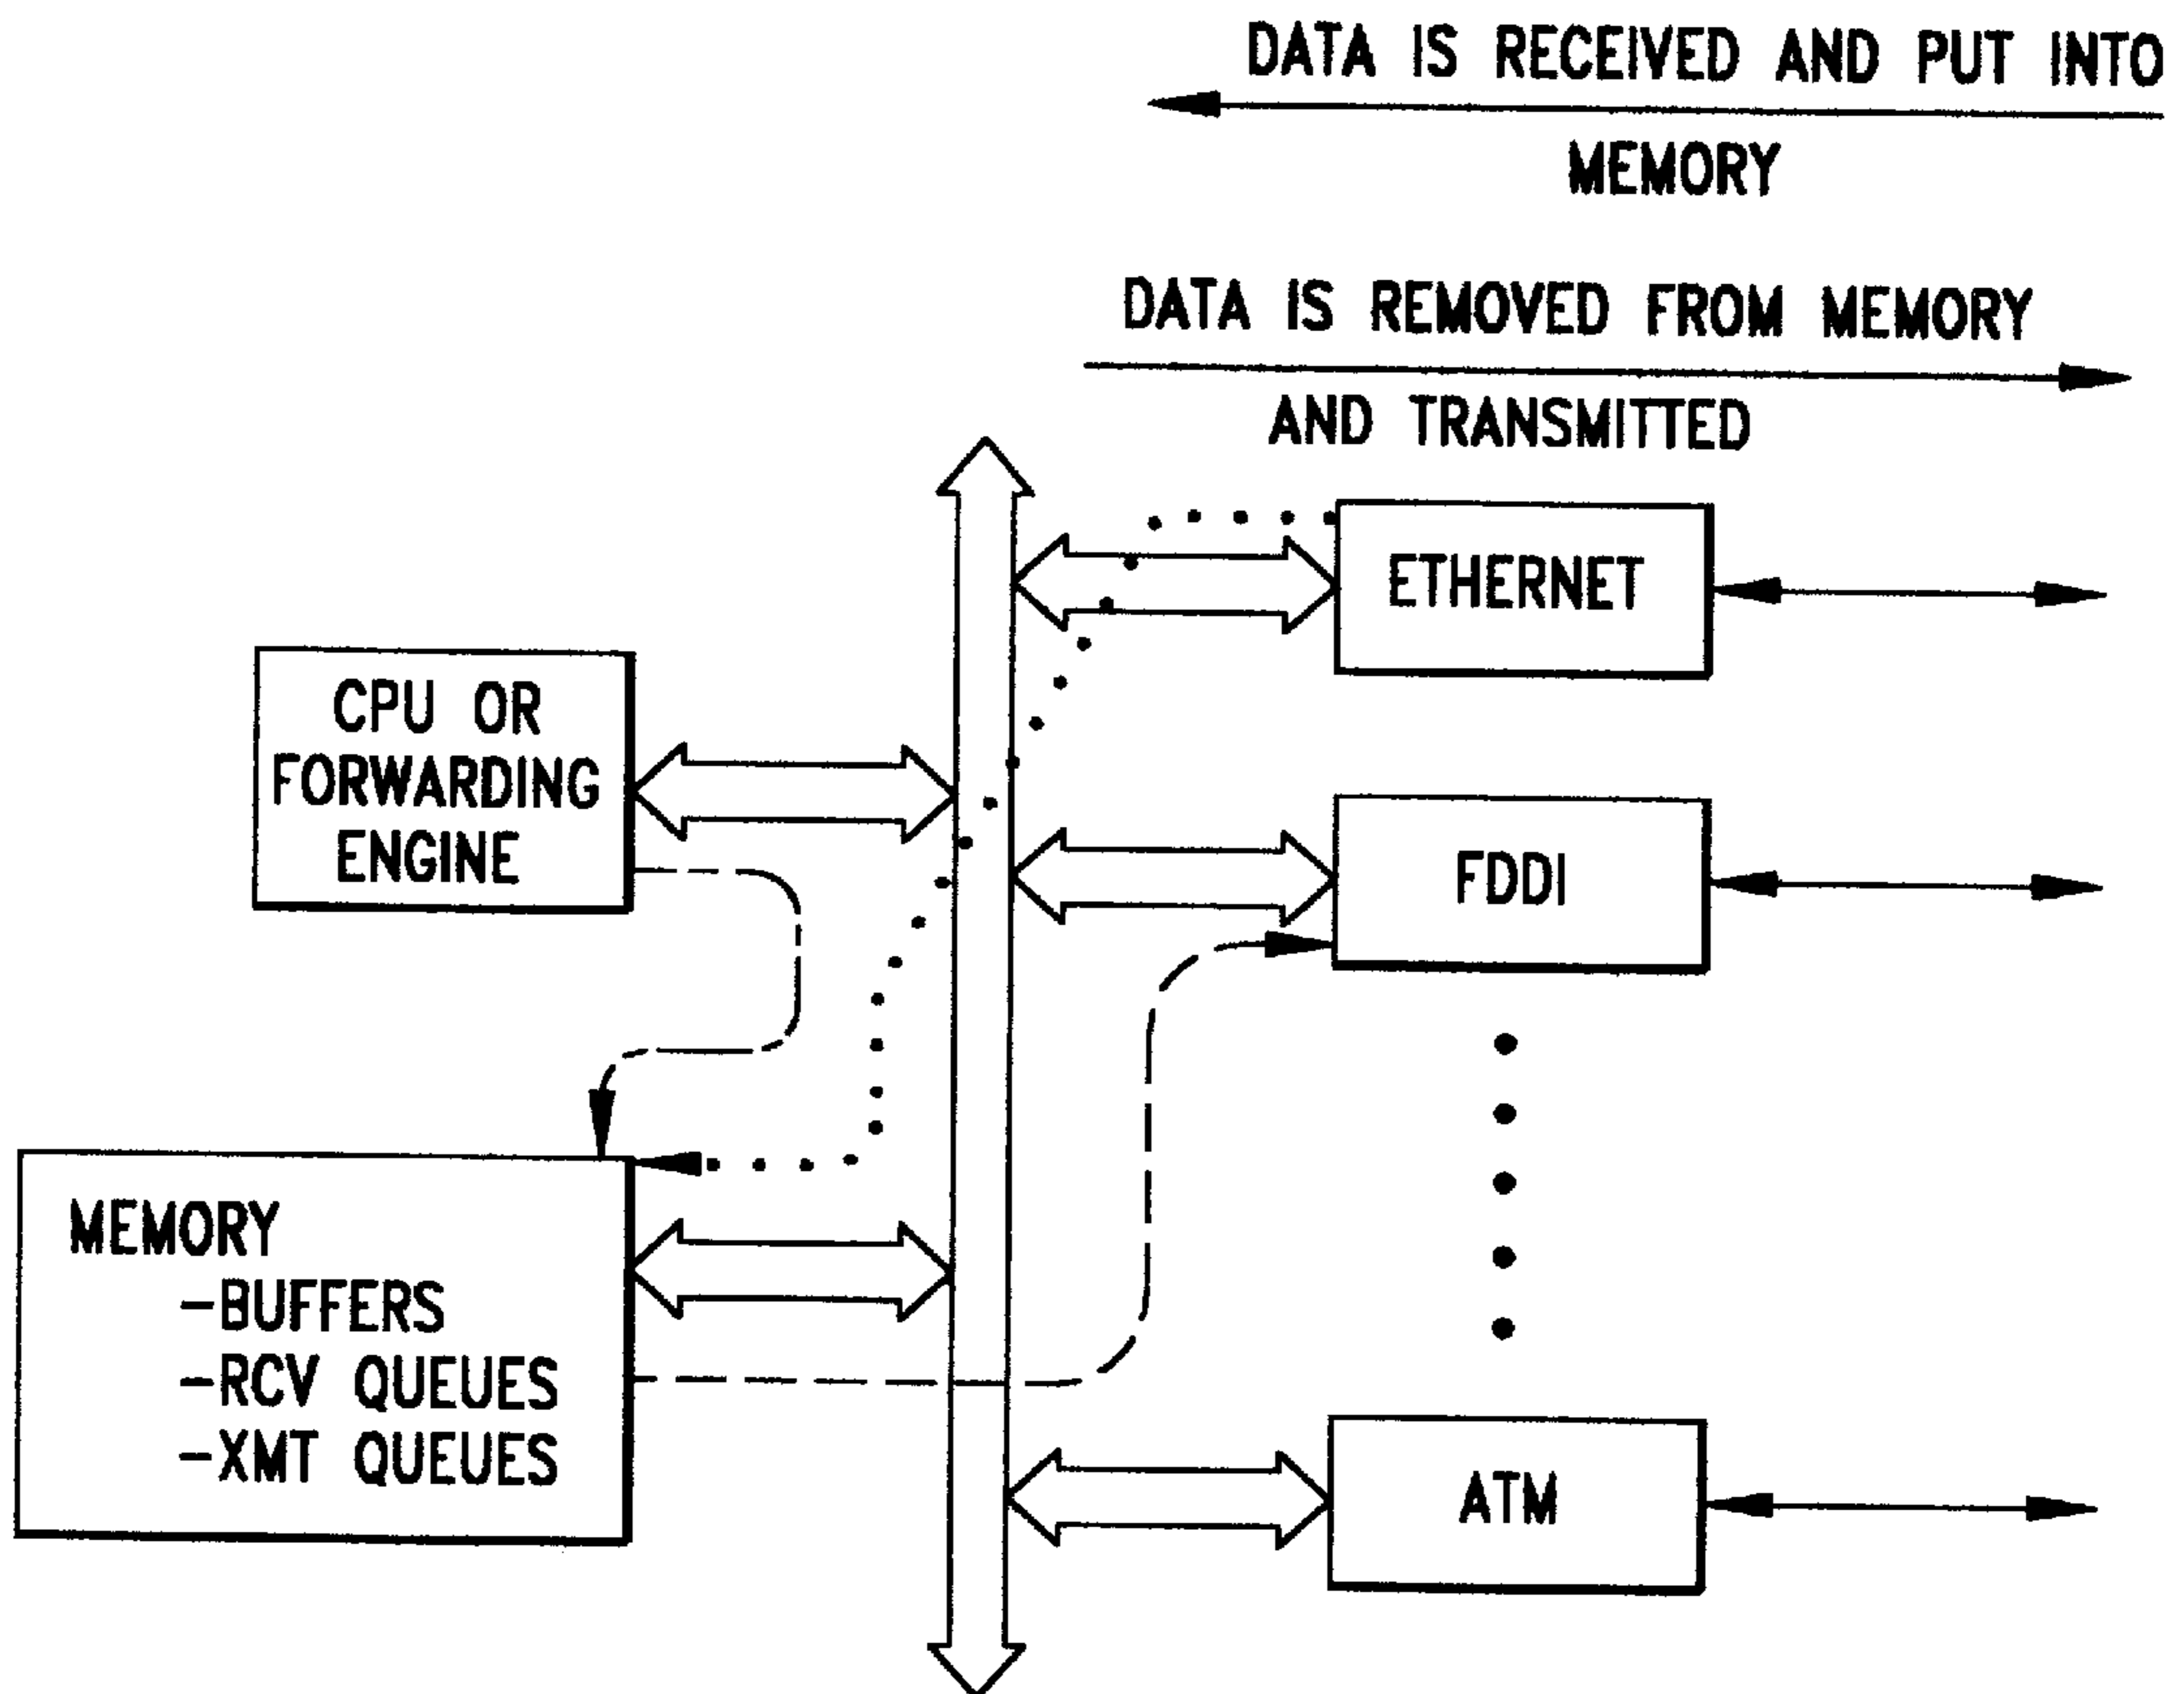 DATA IS RECEIVED AND PUT INTO
MEMORY
DATA IS REMOVED FROM MEMORY
AND TRANSMITTED
ETHERNET
CPU OR
FORWARDING
ENGINE
FDDI
MEMORY
-BUFFERS
-RCV QUEUES
-XMT QUEUES
ATM